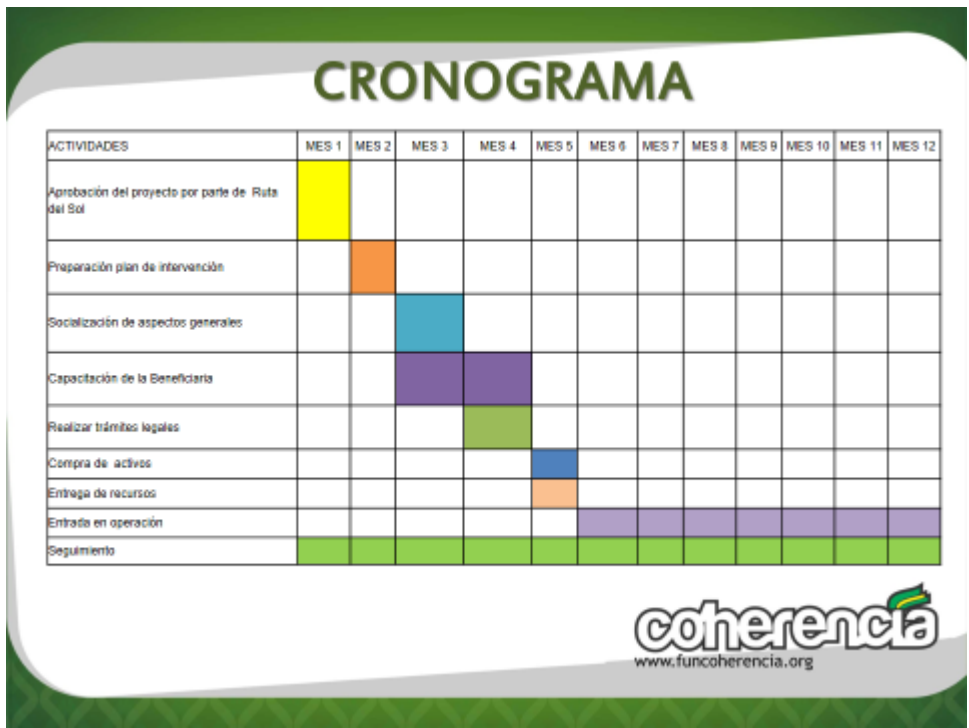 CRONOGRAMA
ACTIVIDADES MES 1 MES 2 MES 3 MES 4 MES 5 MES 6 MES 7 MES 8 MES 9 MES 10 MES 11 MES 12
Aprobación del proyecto por parte de Ruta
del Sol
Preparación plan de intervención
Socialización de aspectos generales
Capacitación de la Beneficiaria
Realizar trámites legales
Compra de activos
Entrega de recursos
Entrada en operación
Seguimiento
coherencia
www.funcoherencia.org